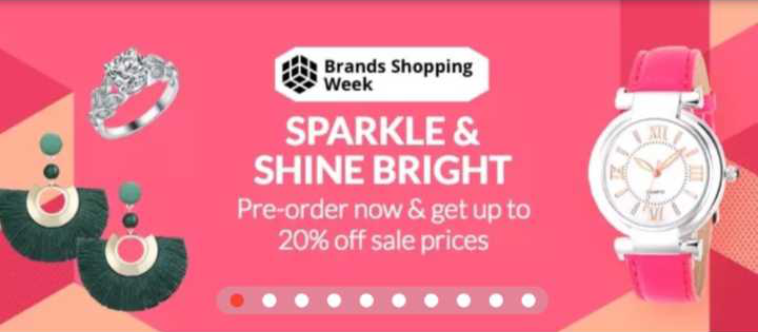 Brands Shopping
Week
SPARKLE &
SHINE BRIGHT
Pre-order now & get up to
20% off sale prices